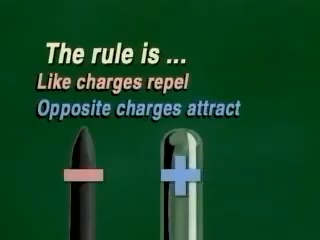 The rule is ...
Like charges repel
Opposite charges attract